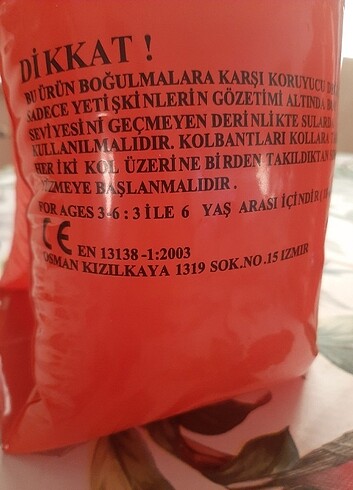 DİKKAT !
BU ÜRÜN BOĞULMALARA KARŞI KORUYUCU
SADECE YETİŞKİNLERİN GÖZETİMİ ALTINDA
SEVİYESİNİ GEÇMEYEN DERİNLİKTE SULARDA
KULLANILMALIDIR. KOLBANTLARI KOLLARA
HER İKİ KOL ÜZERİNE BİRDEN TAKILDIKTAN
YÜZMEYE BAŞLANMALIDIR.
FOR AGES 3-6 : 3 İLE 6 YAŞ ARASI İÇİNDİR
CE EN 13138 -1:2003
OSMAN KIZILKAYA 1319 SOK.NO.15 IZMIR